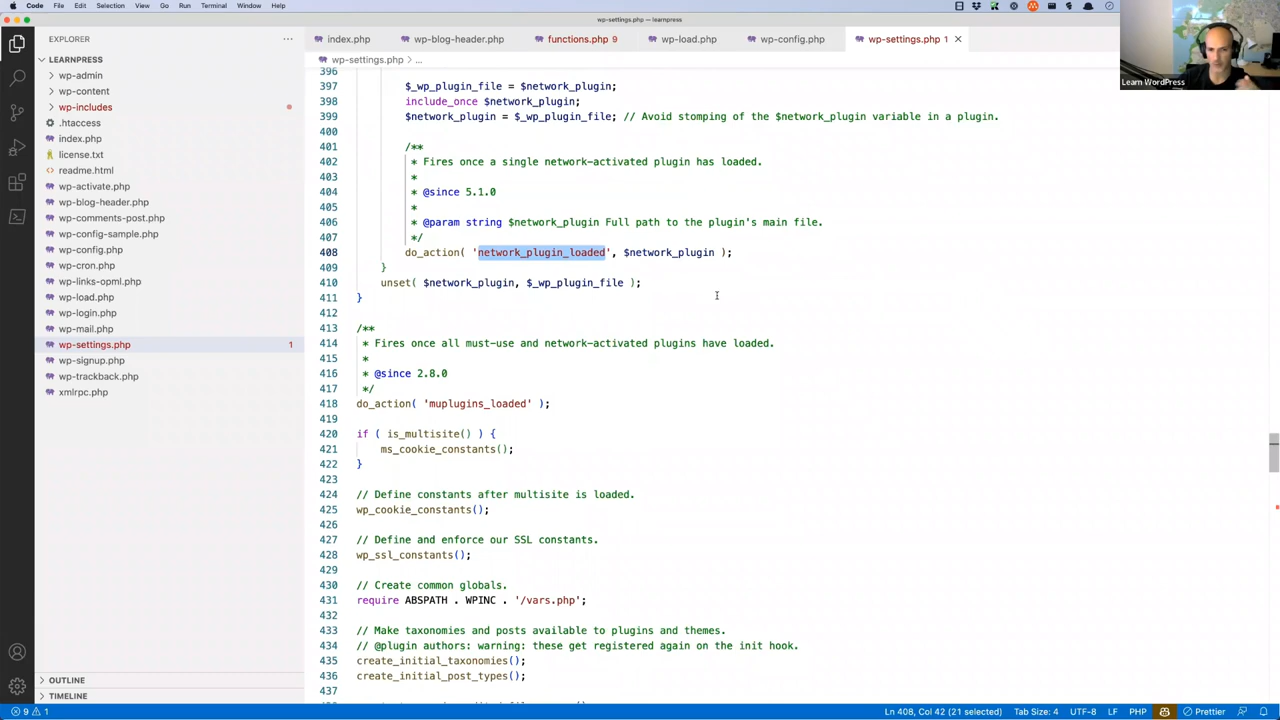 Code File Edit Selection View Go Run Terminal Window Help
wp-settings.php — learnpress
EXPLORER
LEARNPRESS
wp-admin
wp-content
wp-includes
.htaccess
index.php
license.txt
readme.html
wp-activate.php
wp-blog-header.php
wp-comments-post.php
wp-config-sample.php
wp-config.php
wp-cron.php
wp-links-opml.php
wp-load.php
wp-login.php
wp-mail.php
wp-settings.php 1
wp-signup.php
wp-trackback.php
xmlrpc.php
OUTLINE
TIMELINE
index.php wp-blog-header.php functions.php 9 wp-load.php wp-config.php wp-settings.php 1
wp-settings.php > ...
396
397 $_wp_plugin_file = $network_plugin;
398 include_once $network_plugin;
399 $network_plugin = $_wp_plugin_file; // Avoid stomping of the $network_plugin variable in a plugin.
400
401 /**
402 * Fires once a single network-activated plugin has loaded.
403 *
404 * @since 5.1.0
405 *
406 * @param string $network_plugin Full path to the plugin's main file.
407 */
408 do_action( 'network_plugin_loaded', $network_plugin );
409 }
410 unset( $network_plugin, $_wp_plugin_file );
411 }
412
413 /**
414 * Fires once all must-use and network-activated plugins have loaded.
415 *
416 * @since 2.8.0
417 */
418 do_action( 'muplugins_loaded' );
419
420 if ( is_multisite() ) {
421 ms_cookie_constants();
422 }
423
424 // Define constants after multisite is loaded.
425 wp_cookie_constants();
426
427 // Define and enforce our SSL constants.
428 wp_ssl_constants();
429
430 // Create common globals.
431 require ABSPATH . WPINC . '/vars.php';
432
433 // Make taxonomies and posts available to plugins and themes.
434 // @plugin authors: warning: these get registered again on the init hook.
435 create_initial_taxonomies();
436 create_initial_post_types();
437
Learn WordPress
9 1
Ln 408, Col 42 (21 selected) Tab Size: 4 UTF-8 LF PHP Prettier